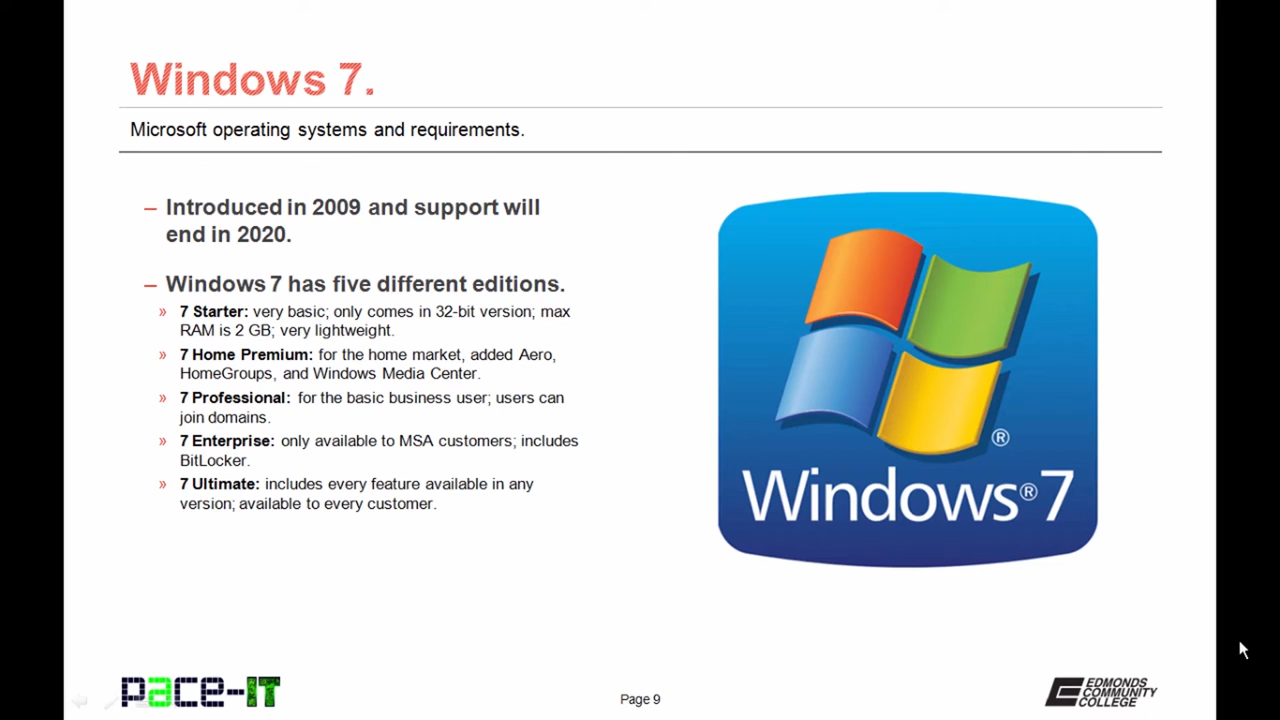 Windows 7.
Microsoft operating systems and requirements.
– Introduced in 2009 and support will
end in 2020.
– Windows 7 has five different editions.
» 7 Starter: very basic; only comes in 32-bit version; max
RAM is 2 GB; very lightweight.
» 7 Home Premium: for the home market, added Aero,
HomeGroups, and Windows Media Center.
» 7 Professional: for the basic business user; users can
join domains.
» 7 Enterprise: only available to MSA customers; includes
BitLocker.
» 7 Ultimate: includes every feature available in any
version; available to every customer.
®
Windows®7
pace-IT
Page 9
EDMONDS
COMMUNITY
COLLEGE